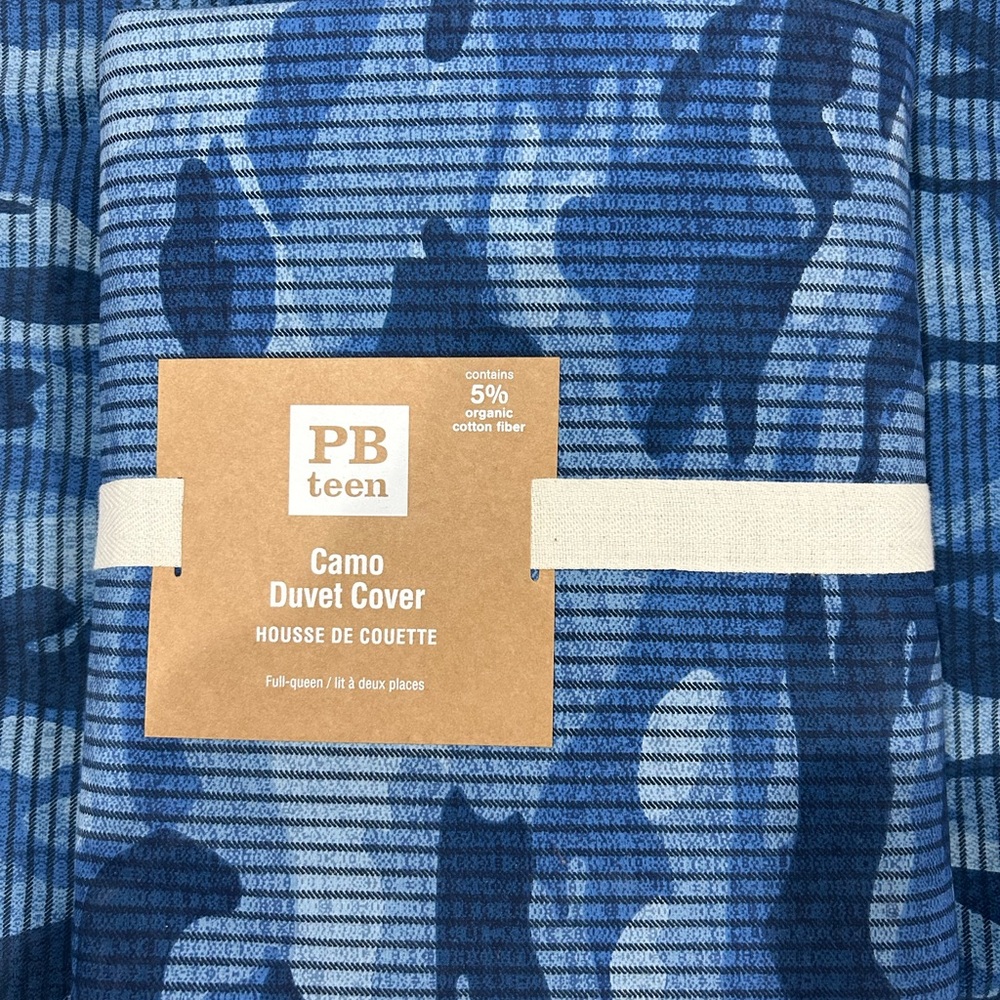 contains
5%
organic
cotton fiber
PB
teen
Camo
Duvet Cover
HOUSSE DE COUETTE
Full-queen / lit à deux places